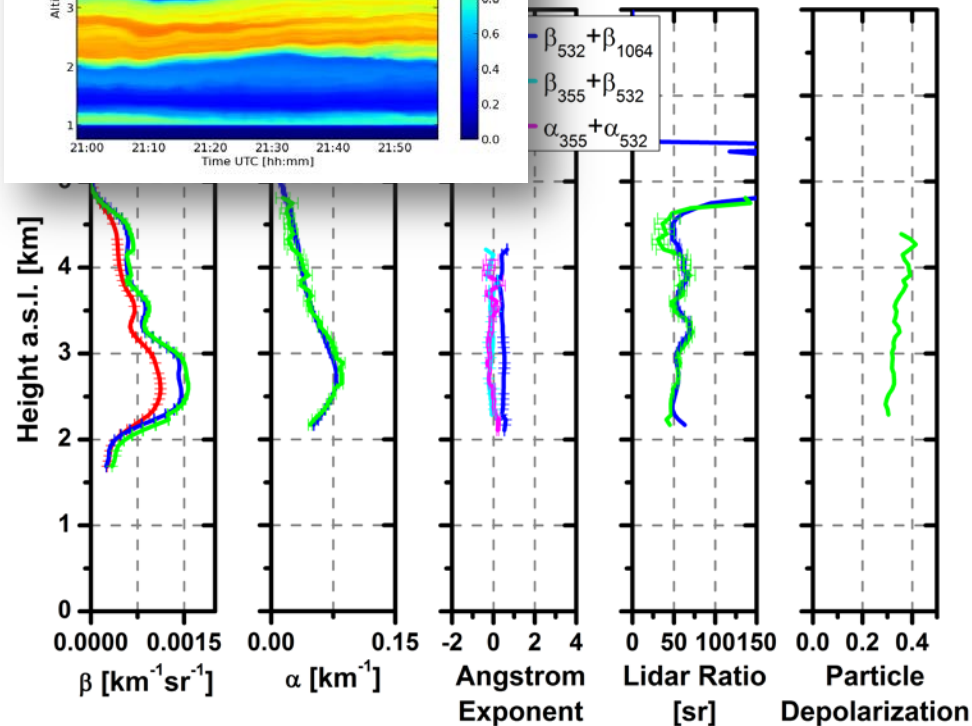 3
2
1
0.6
0.4
0.2
0.0
21:00 21:10 21:20 21:30 21:40 21:50
Time UTC [hh:mm]
β532+β1064
β355+β532
α355+α532
Height a.s.l. [km]
4
3
2
1
0
0.0000 0.0015
0.00 0.15
-2 0 2 4
0 50 100 150
0.0 0.2 0.4
β [km-1sr-1]
α [km-1]
Angstrom
Exponent
Lidar Ratio
[sr]
Particle
Depolarization